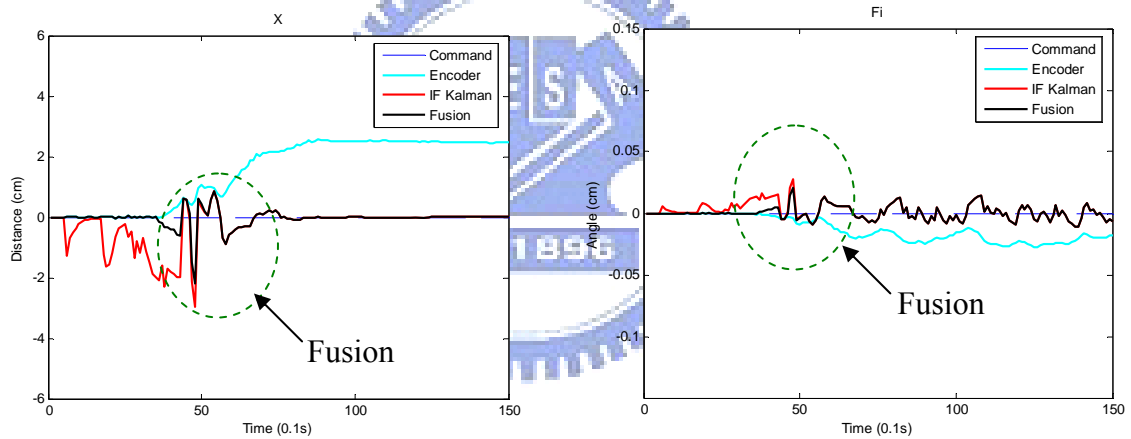 X
6
4
2
0
-2
-4
-6
0
50
100
150
Distance (cm)
Time (0.1s)
Command
Encoder
IF Kalman
Fusion
Fusion
Fi
0.15
0.1
0.05
0
-0.05
-0.1
0
50
100
150
Angle (cm)
Time (0.1s)
Command
Encoder
IF Kalman
Fusion
Fusion
E S
1896